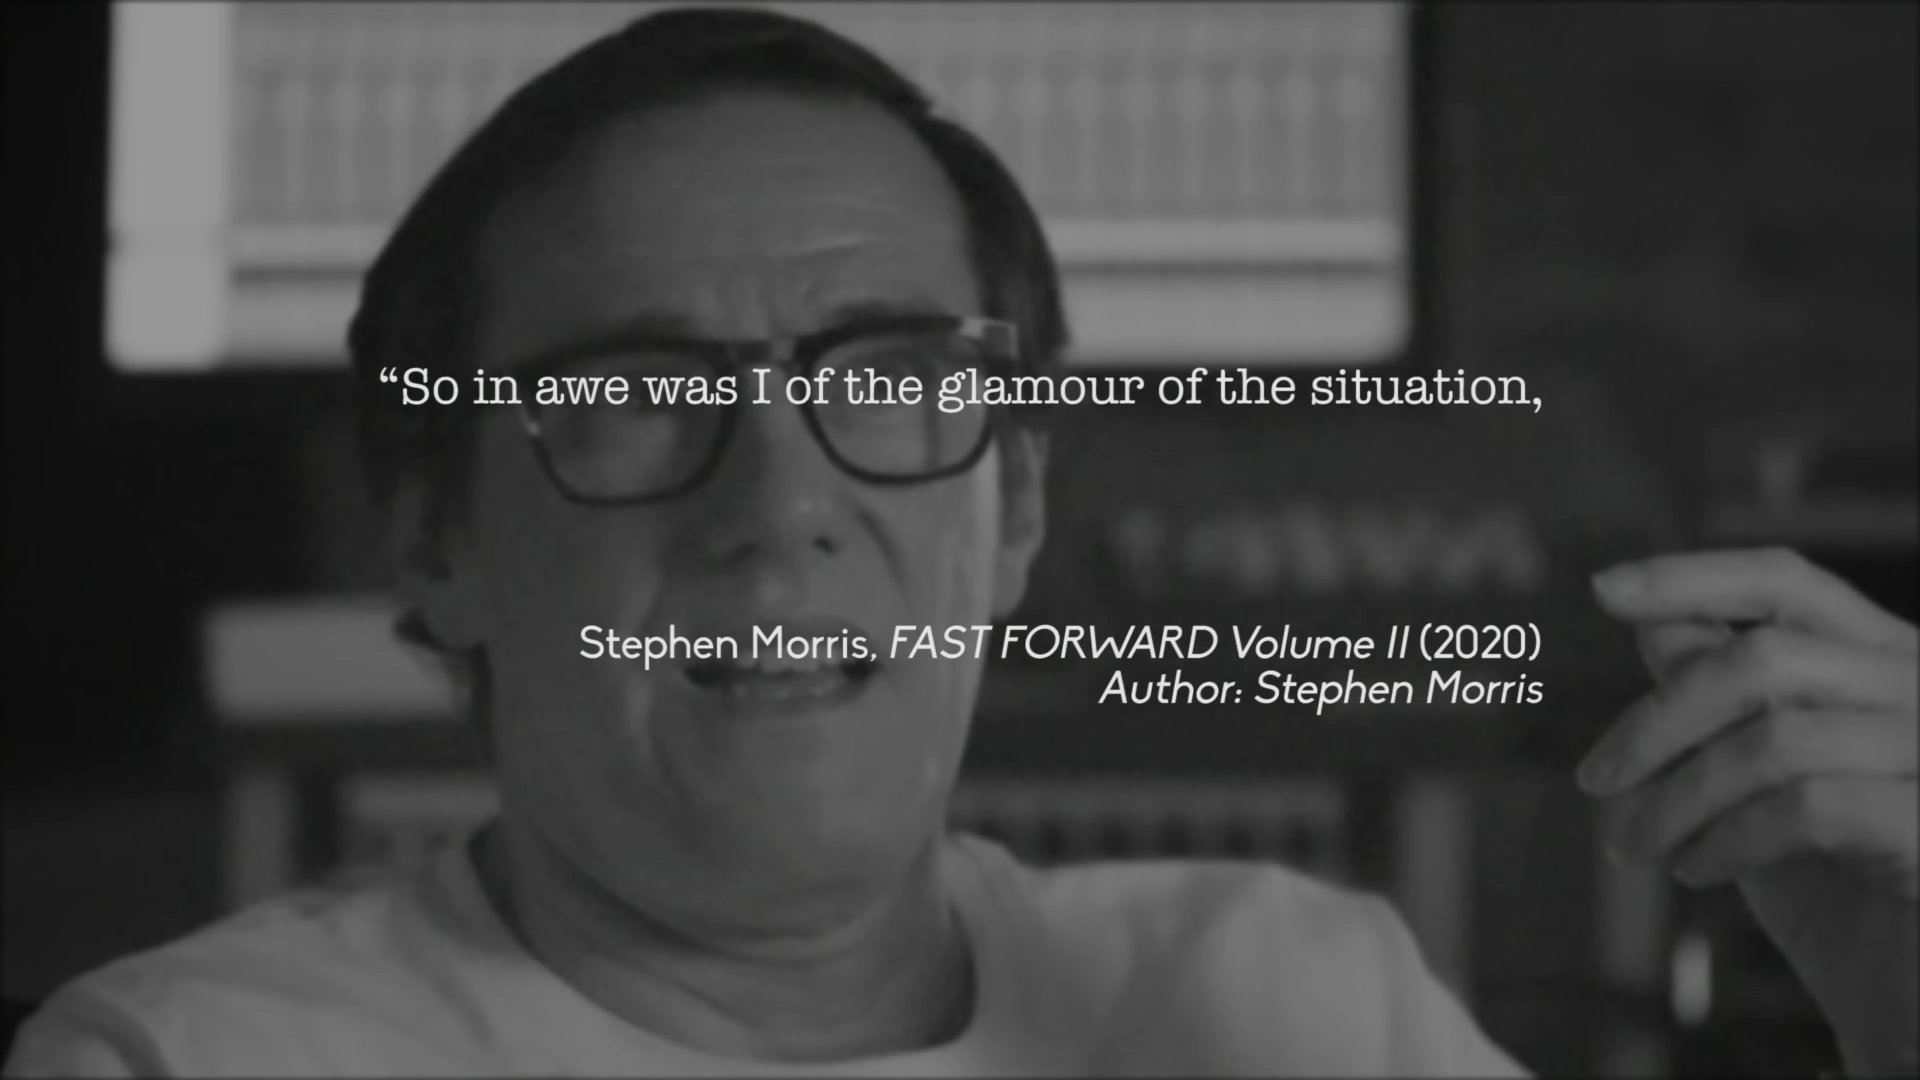 “So in awe was I of the glamour of the situation,
Stephen Morris, FAST FORWARD Volume II (2020)
Author: Stephen Morris